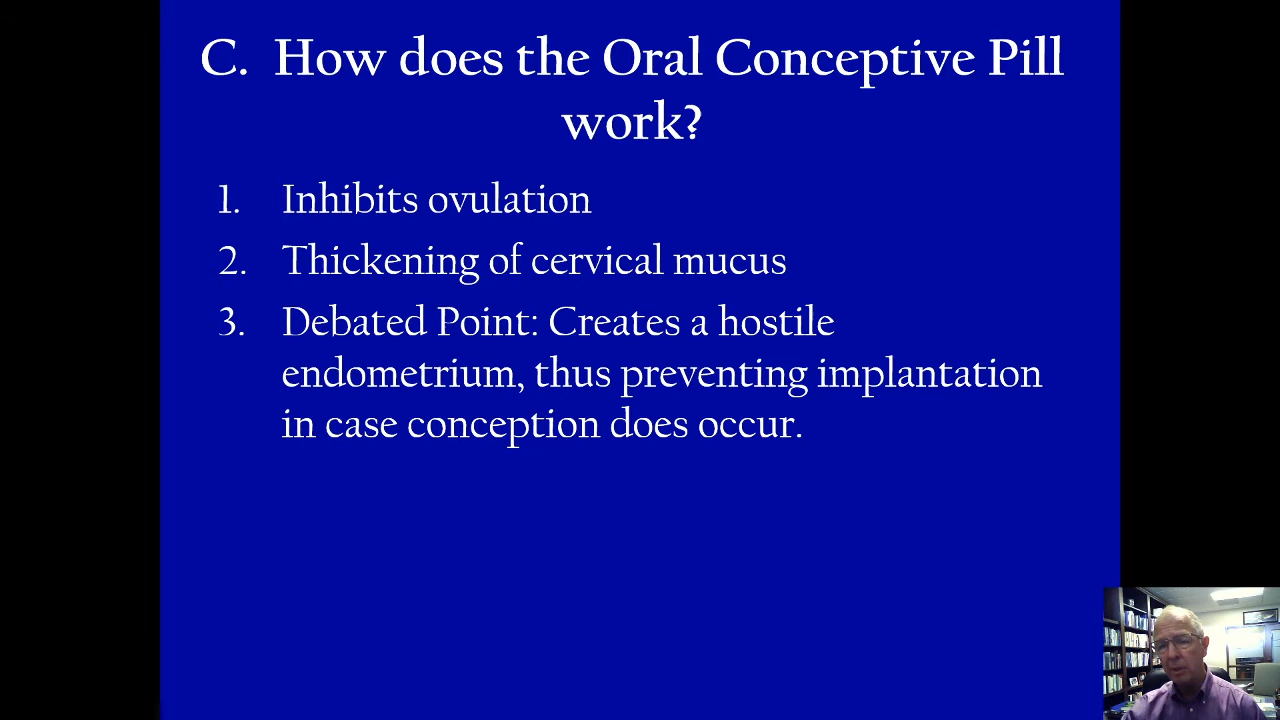 C. How does the Oral Conceptive Pill
work?
1. Inhibits ovulation
2. Thickening of cervical mucus
3. Debated Point: Creates a hostile
endometrium, thus preventing implantation
in case conception does occur.